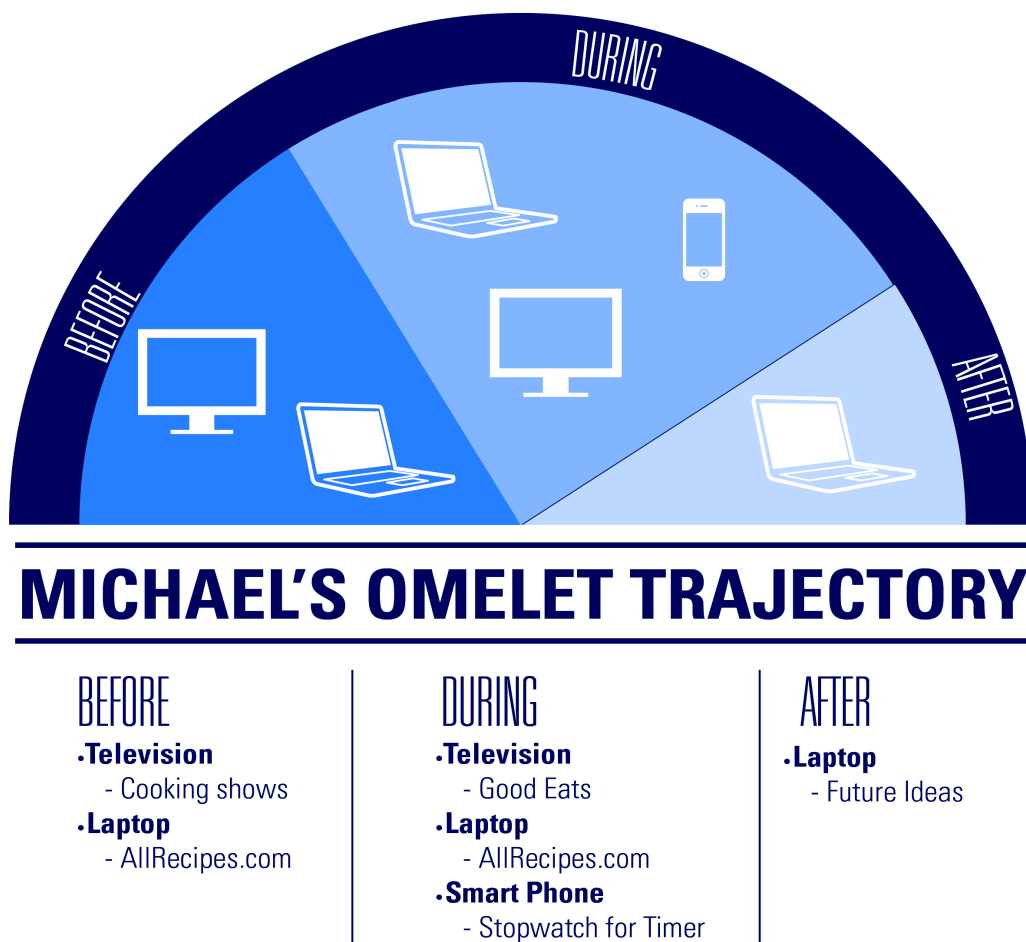 DURING
BEFORE
AFTER
MICHAEL'S OMELET TRAJECTORY
BEFORE
•Television
- Cooking shows
•Laptop
- AllRecipes.com
DURING
•Television
- Good Eats
•Laptop
- AllRecipes.com
•Smart Phone
- Stopwatch for Timer
AFTER
•Laptop
- Future Ideas